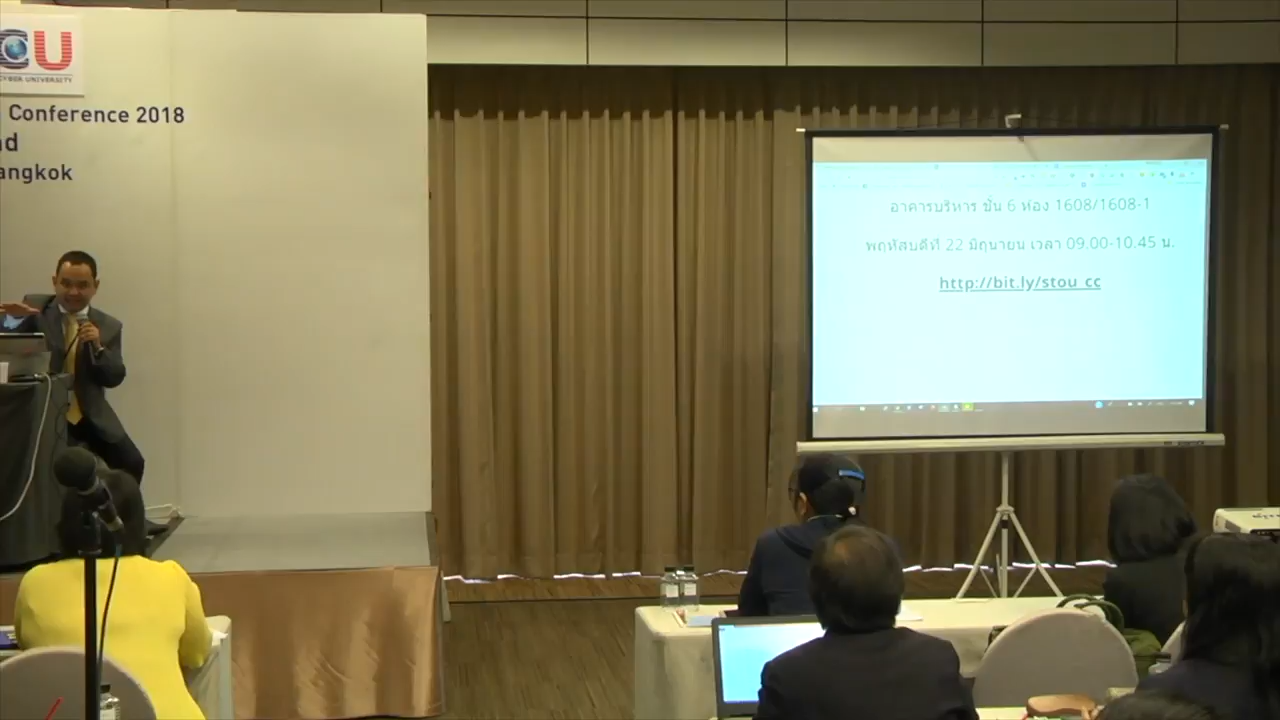 CU
CYBER UNIVERSITY
Conference 2018
nd
angkok
อาคารบริหาร ชั้น 6 ห้อง 1608/1608-1
พฤหัสบดีที่ 22 มิถุนายน เวลา 09.00-10.45 น.
http://bit.ly/stou_cc